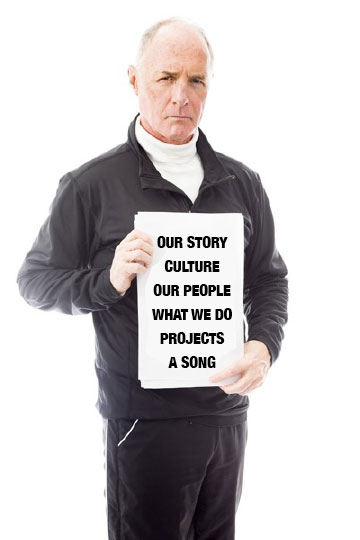 OUR STORY
CULTURE
OUR PEOPLE
WHAT WE DO
PROJECTS
A SONG